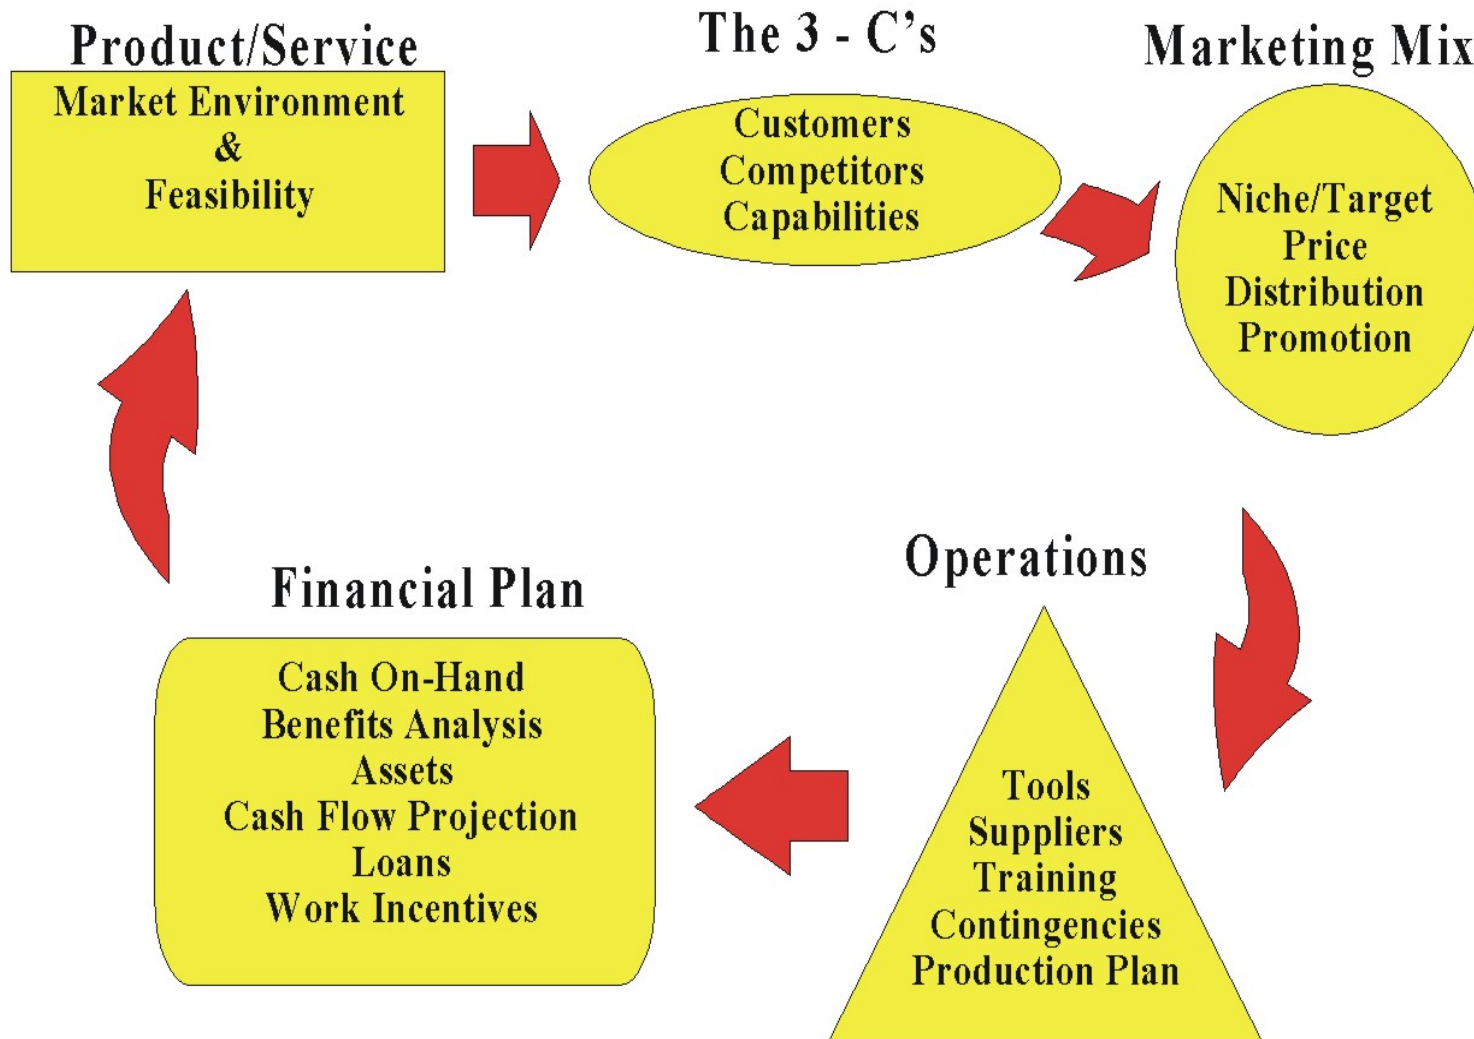 Product/Service
Market Environment
&
Feasibility
The 3 - C's
Customers
Competitors
Capabilities
Marketing Mix
Niche/Target
Price
Distribution
Promotion
Operations
Tools
Suppliers
Training
Contingencies
Production Plan
Financial Plan
Cash On-Hand
Benefits Analysis
Assets
Cash Flow Projection
Loans
Work Incentives